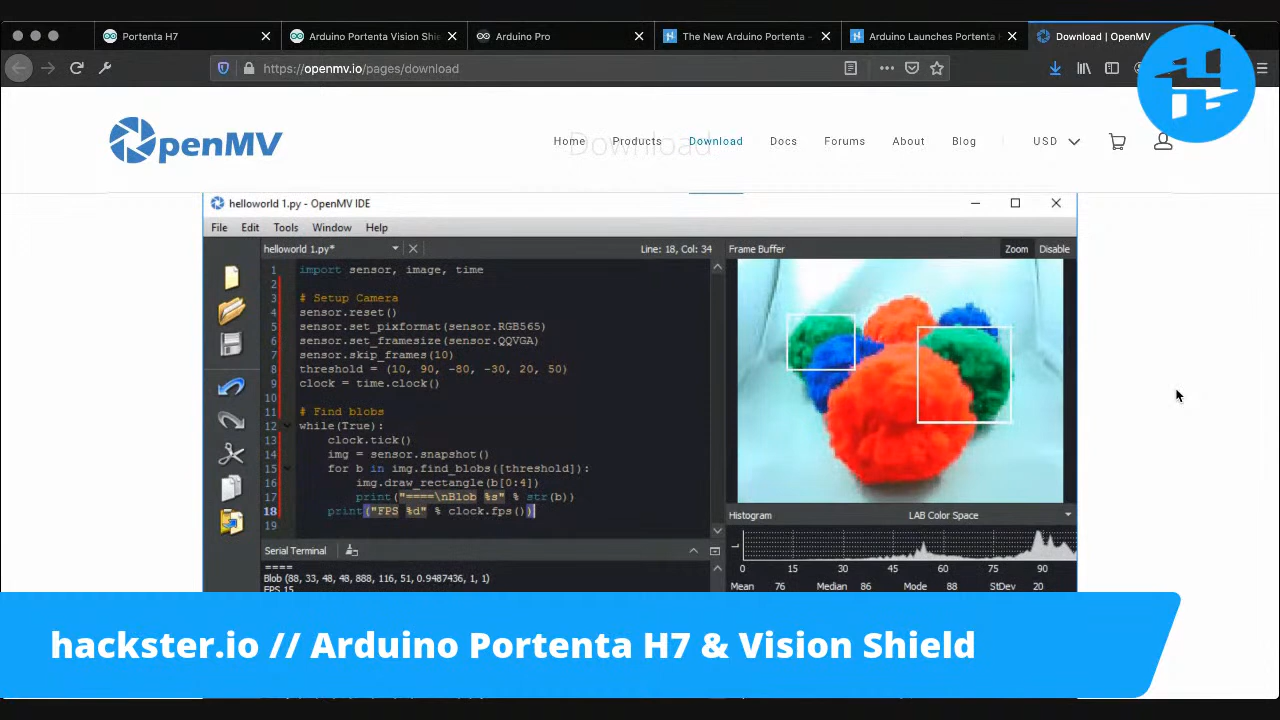 Portenta H7
Arduino Portenta Vision Shie
Arduino Pro
The New Arduino Portenta -
Arduino Launches Portenta H
Download | OpenMV
https://openmv.io/pages/download
OpenMV
Download
Home
Products
Download
Docs
Forums
About
Blog
USD
helloworld 1.py - OpenMV IDE
File Edit Tools Window Help
helloworld 1.py*
Line: 18, Col: 34
1 import sensor, image, time
2
3 # Setup Camera
4 sensor.reset()
5 sensor.set_pixformat(sensor.RGB565)
6 sensor.set_framesize(sensor.QQVGA)
7 sensor.skip_frames(10)
8 threshold = (10, 90, -80, -30, 20, 50)
9 clock = time.clock()
10
11 # Find blobs
12 while(True):
13 clock.tick()
14 img = sensor.snapshot()
15 for b in img.find_blobs([threshold]):
16 img.draw_rectangle(b[0:4])
17 print("====\nBlob %s" % str(b))
18 print("FPS %d" % clock.fps())
19
Serial Terminal
====
Blob (88, 33, 48, 48, 888, 116, 51, 0.9487436, 1, 1)
FPS 15
Frame Buffer
Zoom
Disable
Histogram
LAB Color Space
L
0 15 30 45 60 75 90
Mean 76 Median 86 Mode 88 StDev 20
hackster.io // Arduino Portenta H7 & Vision Shield